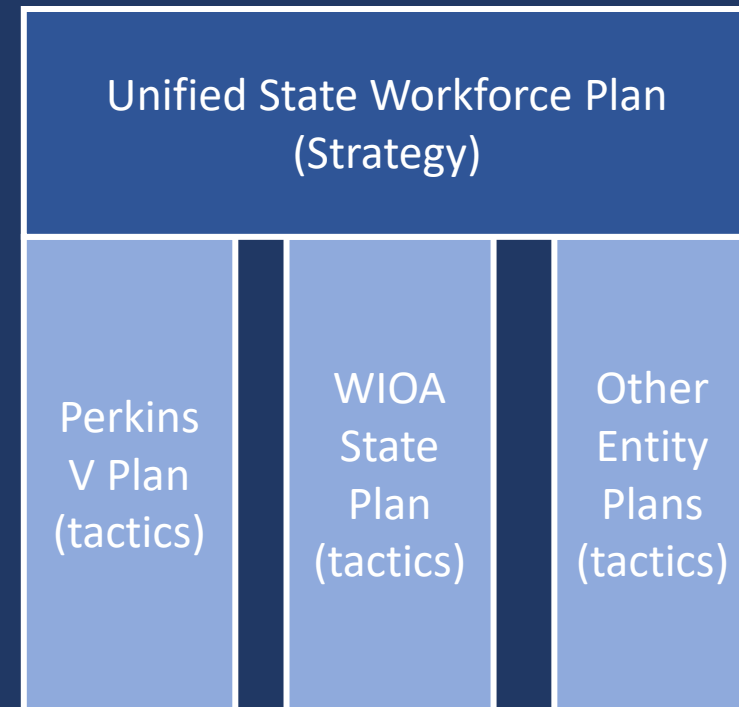 Unified State Workforce Plan
(Strategy)
Perkins
V Plan
(tactics)
WIOA
State
Plan
(tactics)
Other
Entity
Plans
(tactics)